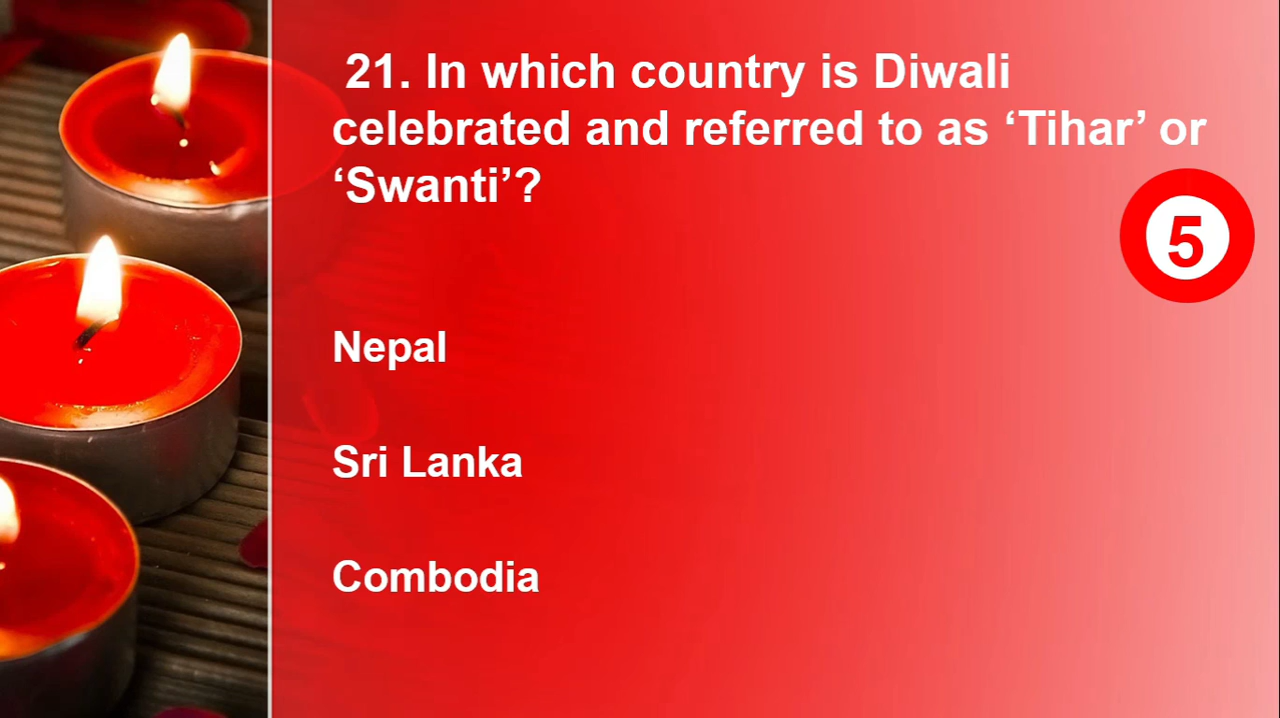 21. In which country is Diwali
celebrated and referred to as ‘Tihar’ or
‘Swanti’?
5
Nepal
Sri Lanka
Combodia